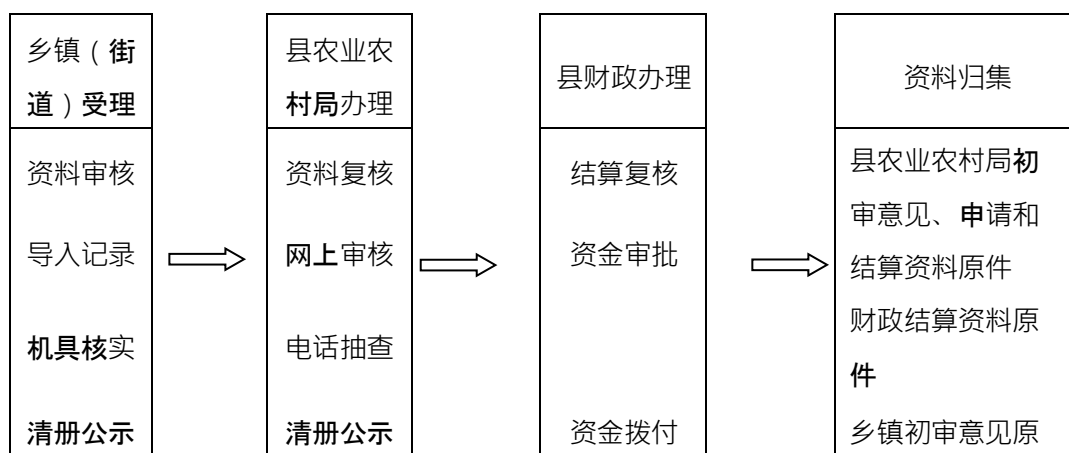 乡镇（街
道）受理
资料审核
导入记录
机具核实
清册公示
县农业农
村局办理
资料复核
网上审核
电话抽查
清册公示
县财政办理
结算复核
资金审批
资金拨付
资料归集
县农业农村局初
审意见、申请和
结算资料原件
财政结算资料原
件
乡镇初审意见原